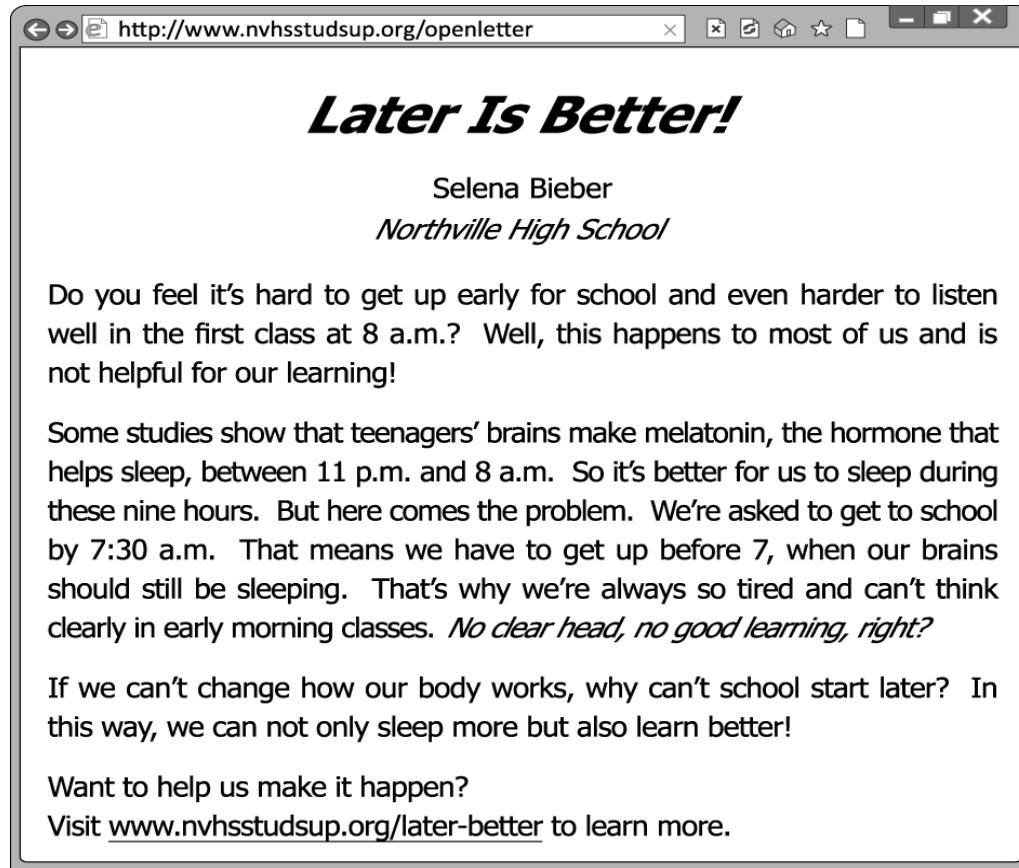 http://www.nvhsstudsup.org/openletter
Later Is Better!
Selena Bieber
Northville High School
Do you feel it's hard to get up early for school and even harder to listen
well in the first class at 8 a.m.?  Well, this happens to most of us and is
not helpful for our learning!
Some studies show that teenagers' brains make melatonin, the hormone that
helps sleep, between 11 p.m. and 8 a.m.  So it's better for us to sleep during
these nine hours.  But here comes the problem.  We're asked to get to school
by 7:30 a.m.  That means we have to get up before 7, when our brains
should still be sleeping.  That's why we're always so tired and can't think
clearly in early morning classes.  No clear head, no good learning, right?
If we can't change how our body works, why can't school start later?  In
this way, we can not only sleep more but also learn better!
Want to help us make it happen?
Visit www.nvhsstudsup.org/later-better to learn more.